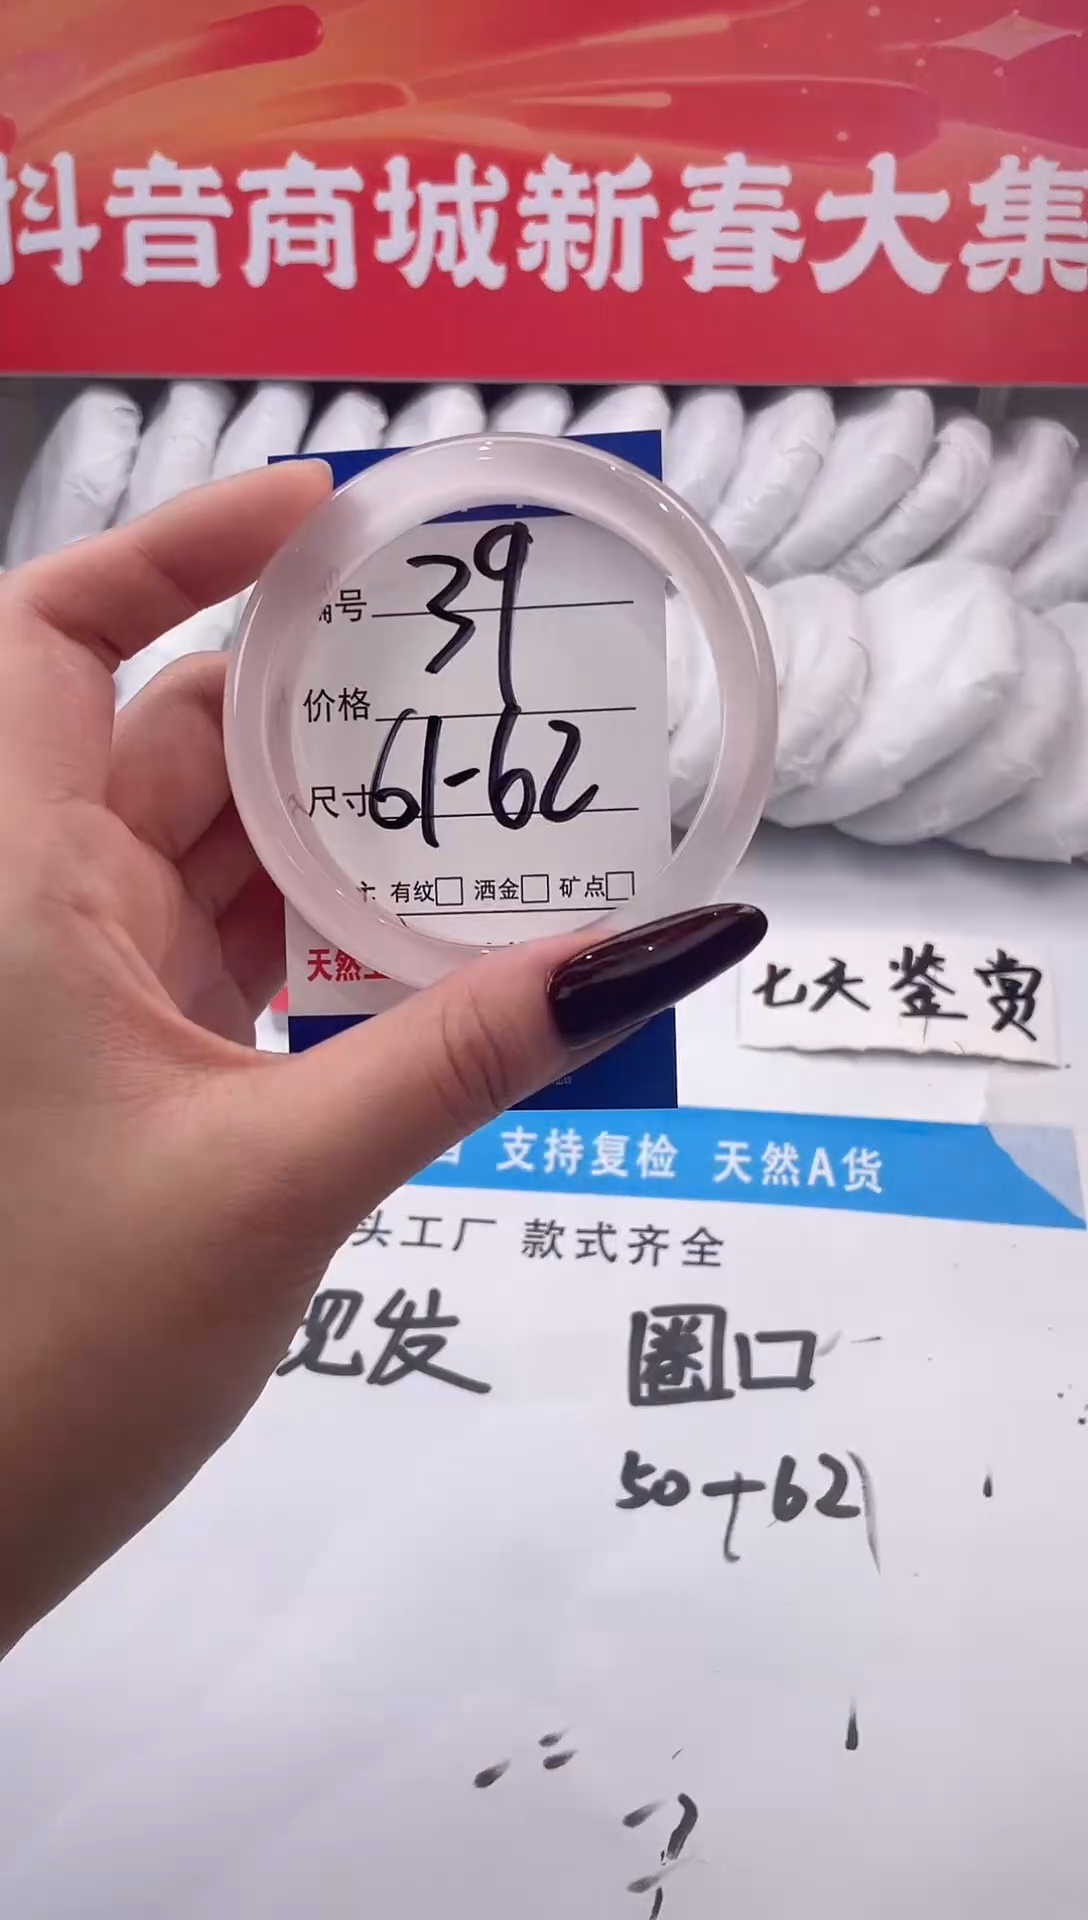 抖音商城新春大集
编号 39
价格
尺寸 61-62
有纹□ 洒金□ 矿点□
天然
七天鉴赏
支持复检 天然A货
头工厂 款式齐全
现发 圈口
50+62